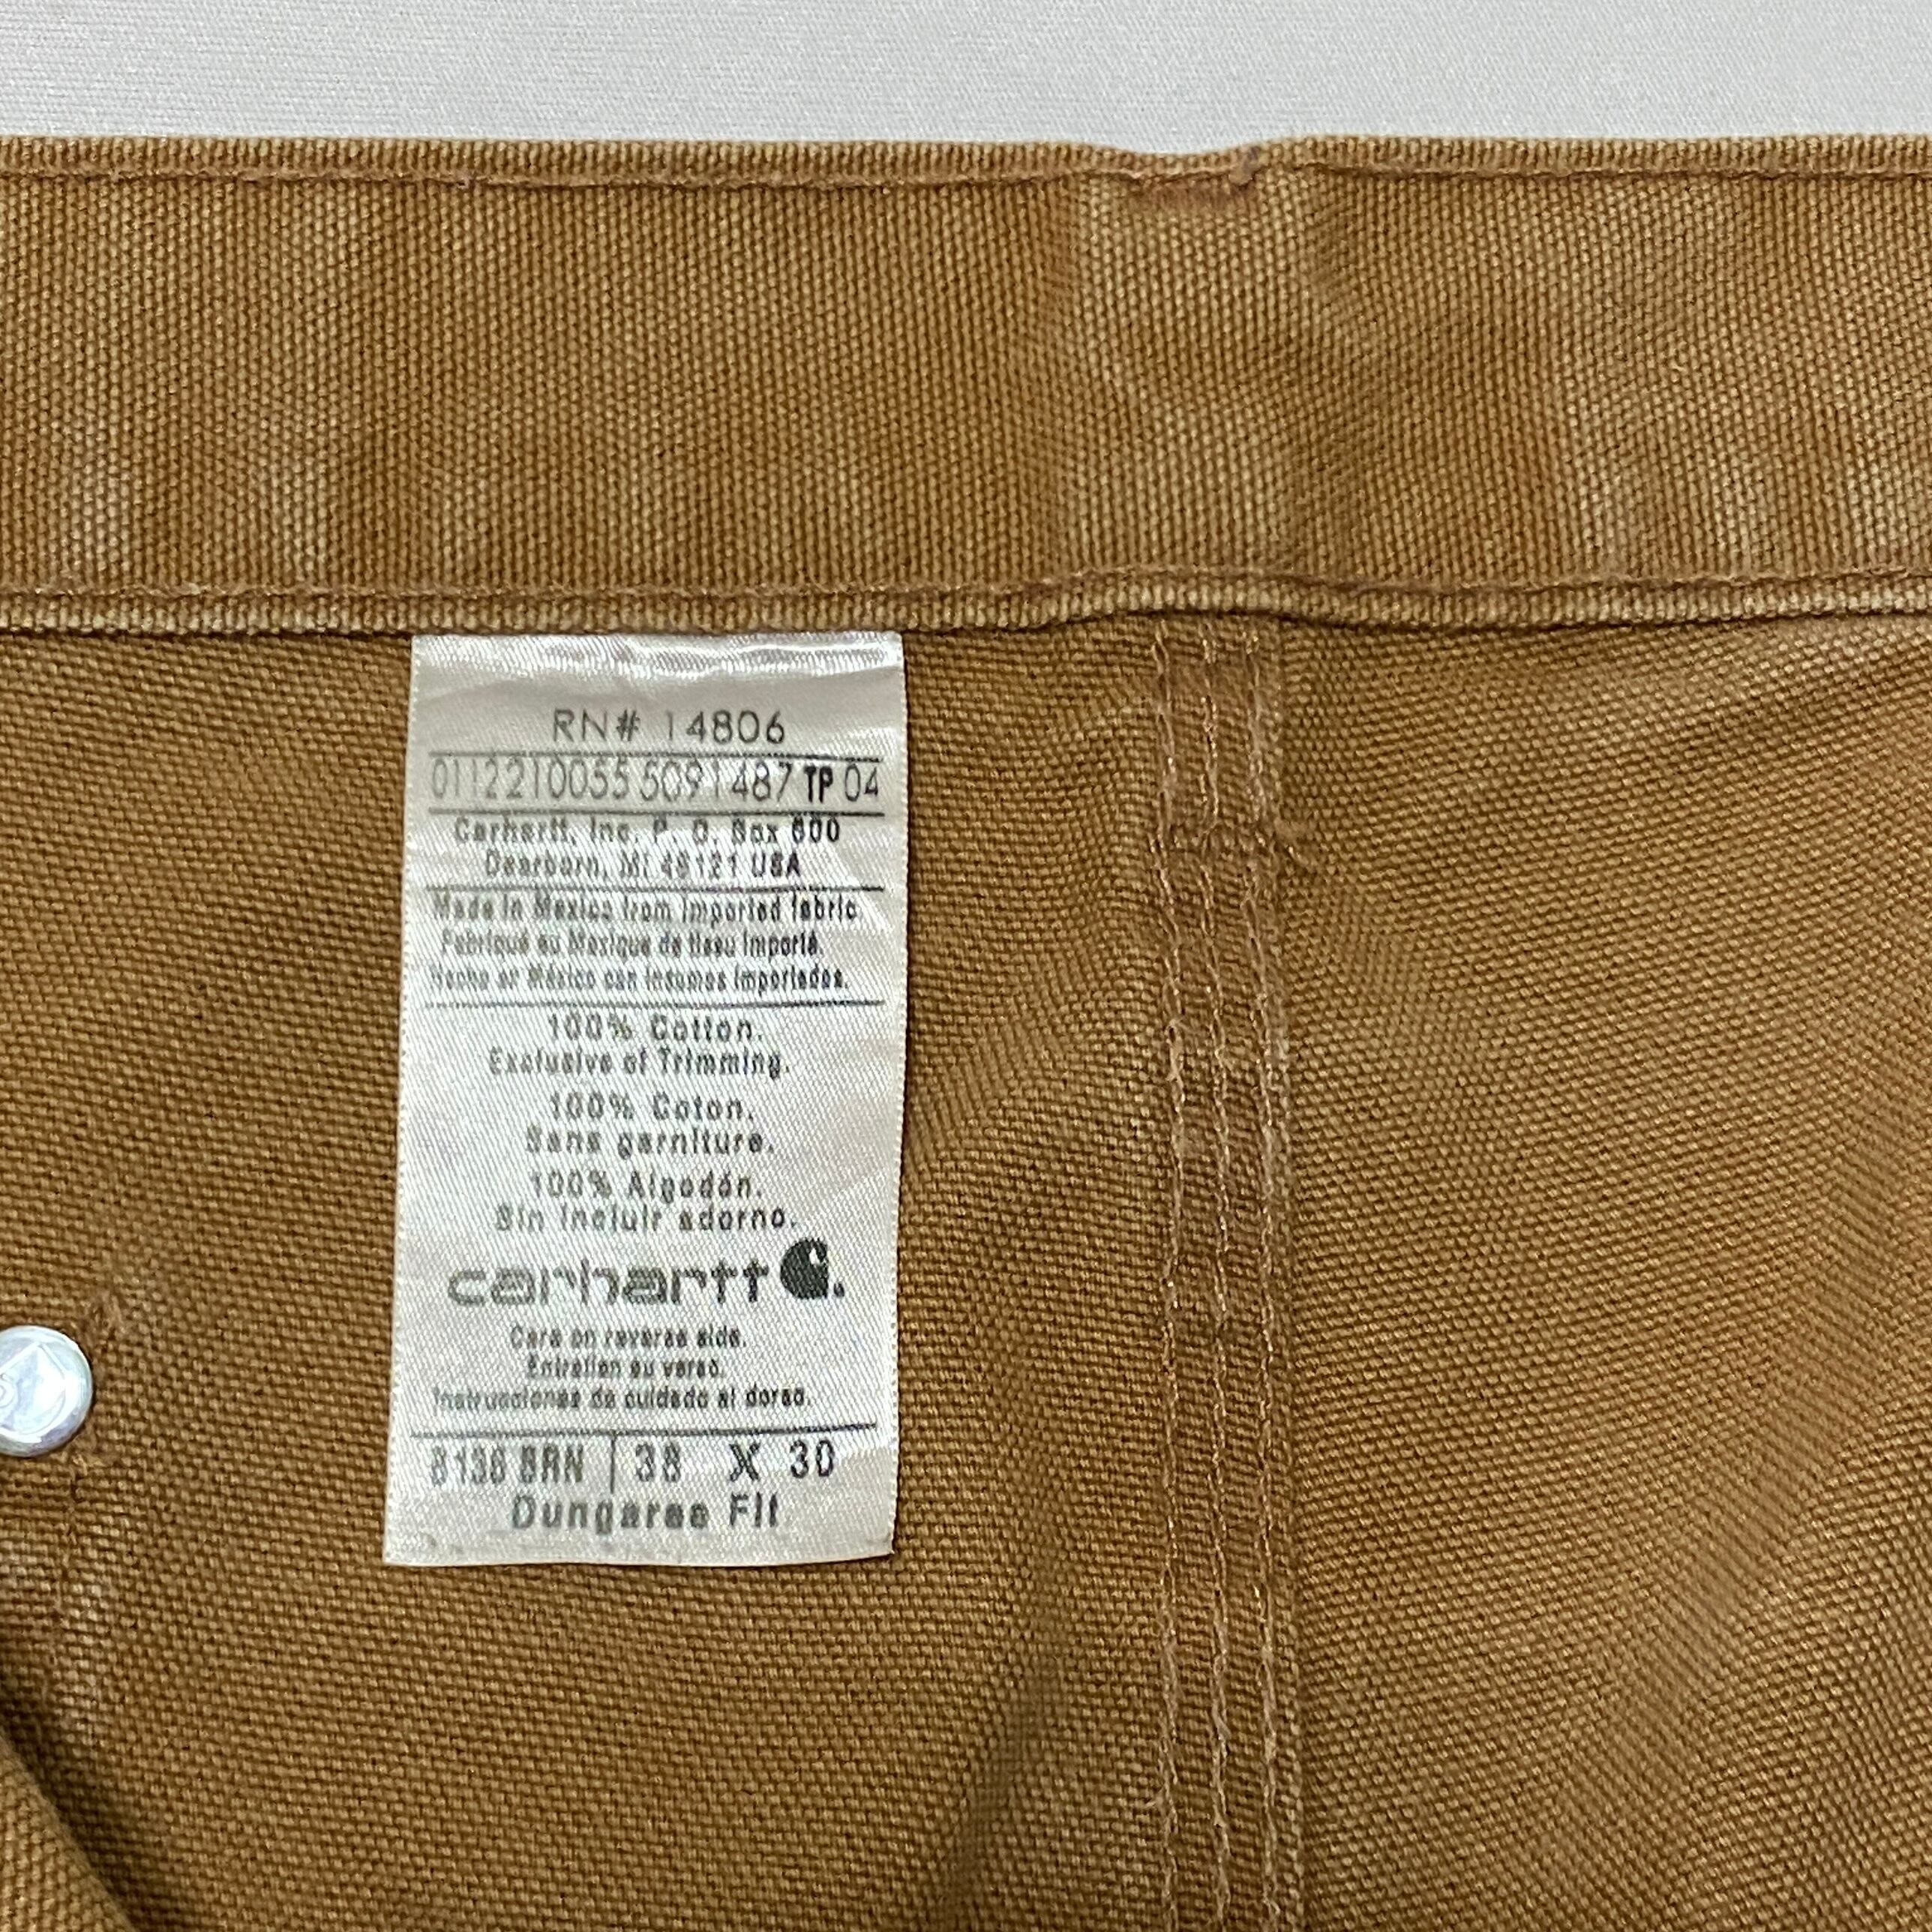 RN# 14806
0112210055 5091487 TP 04
Carhartt, Inc. P. O. Box 600
Dearborn, MI 48121 USA
Made in Mexico from imported fabric.
Fabriqué au Mexique de tissu importé.
Hecho en México con insumos importados.
100% Cotton.
Exclusive of Trimming.
100% Coton.
Sans garniture.
100% Algodón.
Sin incluir adorno.
carhartt
Care on reverse side.
Entretien au verso.
Instrucciones de cuidado al dorso.
B136 BRN | 38 X 30
Dungaree Fit